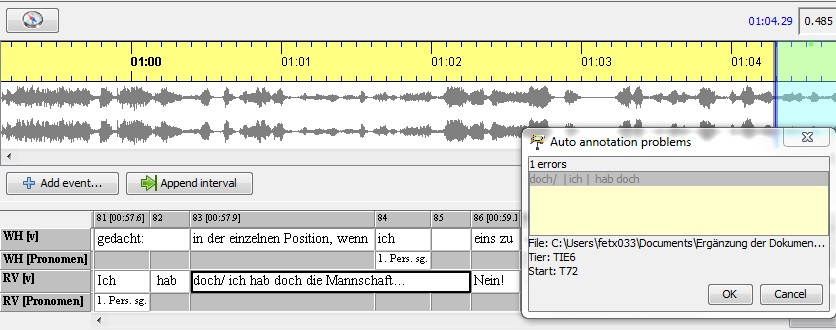 01:04.29 0.485
01:00 01:01 01:02 01:03 01:04
Add event... Append interval
81 [00:57.6] 82 83 [00:57.9] 84 85 86 [00:59.1]
WH [v] gedacht: in der einzelnen Position, wenn ich eins zu
WH [Pronomen] 1. Pers. sg.
RV [v] Ich hab doch/ ich hab doch die Mannschaft... Nein!
RV [Pronomen] 1. Pers. sg.
Auto annotation problems
1 errors
doch/ | ich | hab doch
File: C:\Users\fetx033\Documents\Ergänzung der Dokumen...
Tier: TIE6
Start: T72
OK Cancel